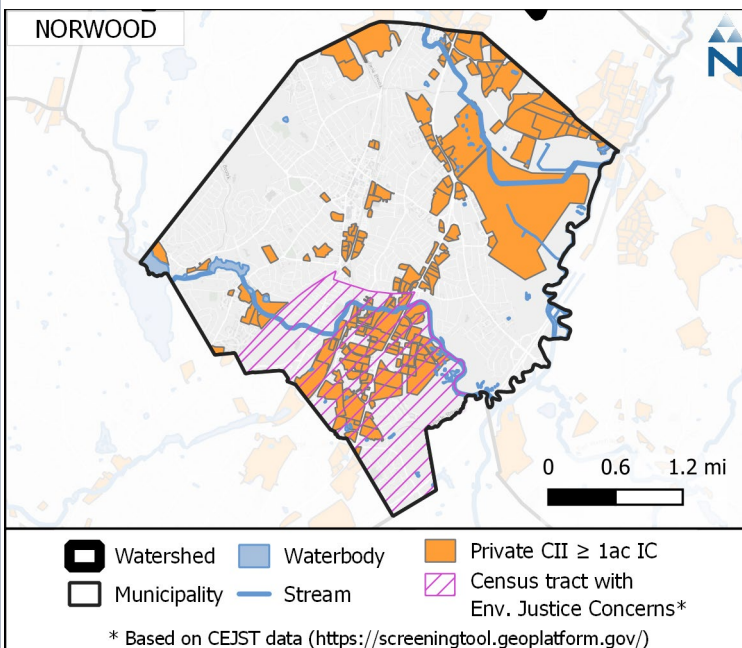 NORWOOD
N
0 0.6 1.2 mi
Watershed
Waterbody
Private CII ≥ 1ac IC
Municipality
Stream
Census tract with
Env. Justice Concerns*
* Based on CEJST data (https://screeningtool.geoplatform.gov/)